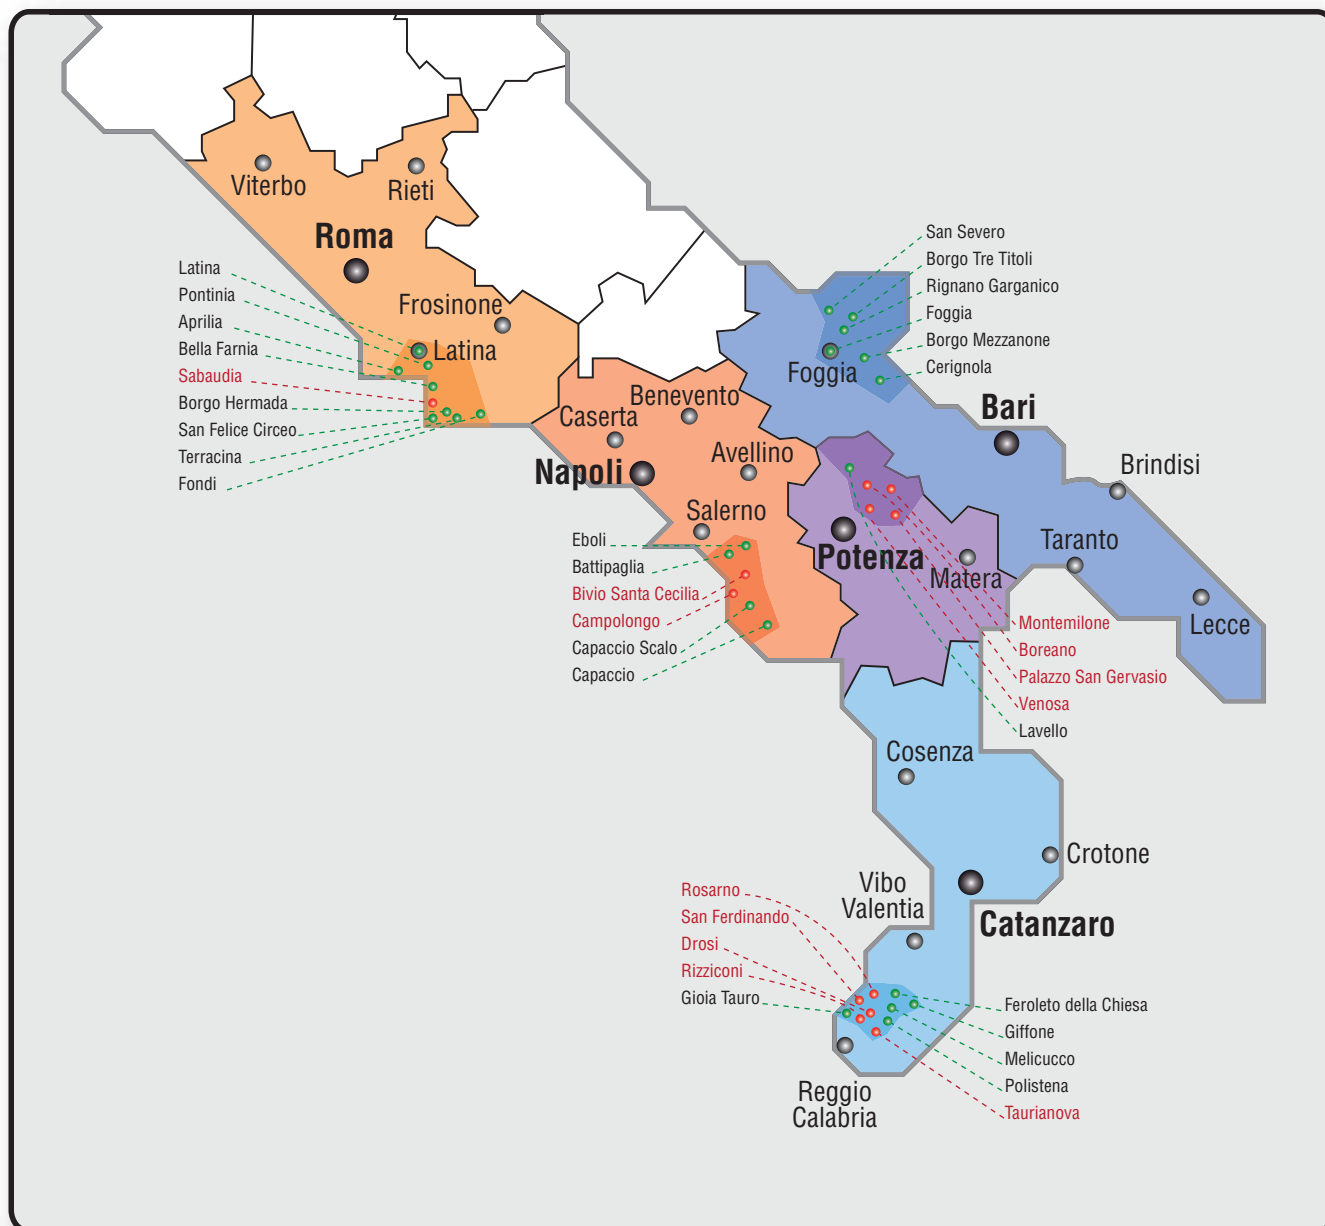 Viterbo
Rieti
Roma
Frosinone
Latina
Latina
Pontinia
Aprilia
Bella Farnia
Sabaudia
Borgo Hermada
San Felice Circeo
Terracina
Fondi
San Severo
Borgo Tre Titoli
Rignano Garganico
Foggia
Borgo Mezzanone
Cerignola
Foggia
Bari
Brindisi
Taranto
Lecce
Benevento
Caserta
Avellino
Napoli
Salerno
Eboli
Battipaglia
Bivio Santa Cecilia
Campolongo
Capaccio Scalo
Capaccio
Potenza
Matera
Montemilone
Boreano
Palazzo San Gervasio
Venosa
Lavello
Cosenza
Crotone
Vibo
Valentia
Catanzaro
Rosarno
San Ferdinando
Drosi
Rizziconi
Gioia Tauro
Feroleto della Chiesa
Giffone
Melicucco
Polistena
Taurianova
Reggio
Calabria